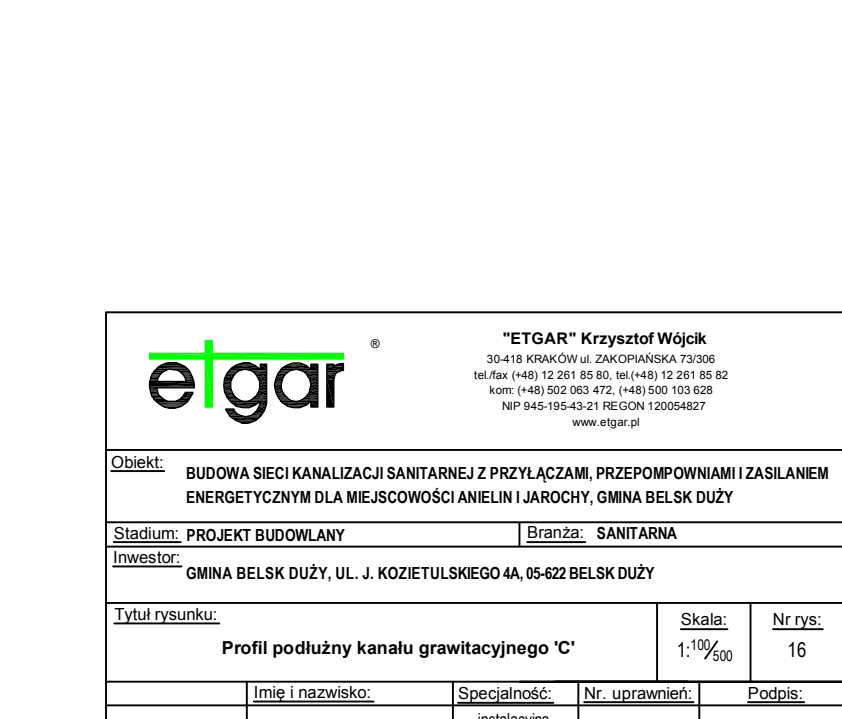 etgar ®
"ETGAR" Krzysztof Wójcik
30-418 KRAKÓW ul. ZAKOPIAŃSKA 73/306
tel./fax (+48) 12 261 85 80, tel.(+48) 12 261 85 82
kom: (+48) 502 063 472, (+48) 500 103 628
NIP 945-195-43-21 REGON 120054827
www.etgar.pl
Obiekt:
BUDOWA SIECI KANALIZACJI SANITARNEJ Z PRZYŁĄCZAMI, PRZEPOMPOWNIAMI I ZASILANIEM
ENERGETYCZNYM DLA MIEJSCOWOŚCI ANIELIN I JAROCHY, GMINA BELSK DUŻY
Stadium: PROJEKT BUDOWLANY Branża: SANITARNA
Inwestor:
GMINA BELSK DUŻY, UL. J. KOZIETULSKIEGO 4A, 05-622 BELSK DUŻY
Tytuł rysunku: Skala: Nr rys:
Profil podłużny kanału grawitacyjnego 'C' 1:100/500 16
Imię i nazwisko: Specjalność: Nr. uprawnień: Podpis:
instalacyjna